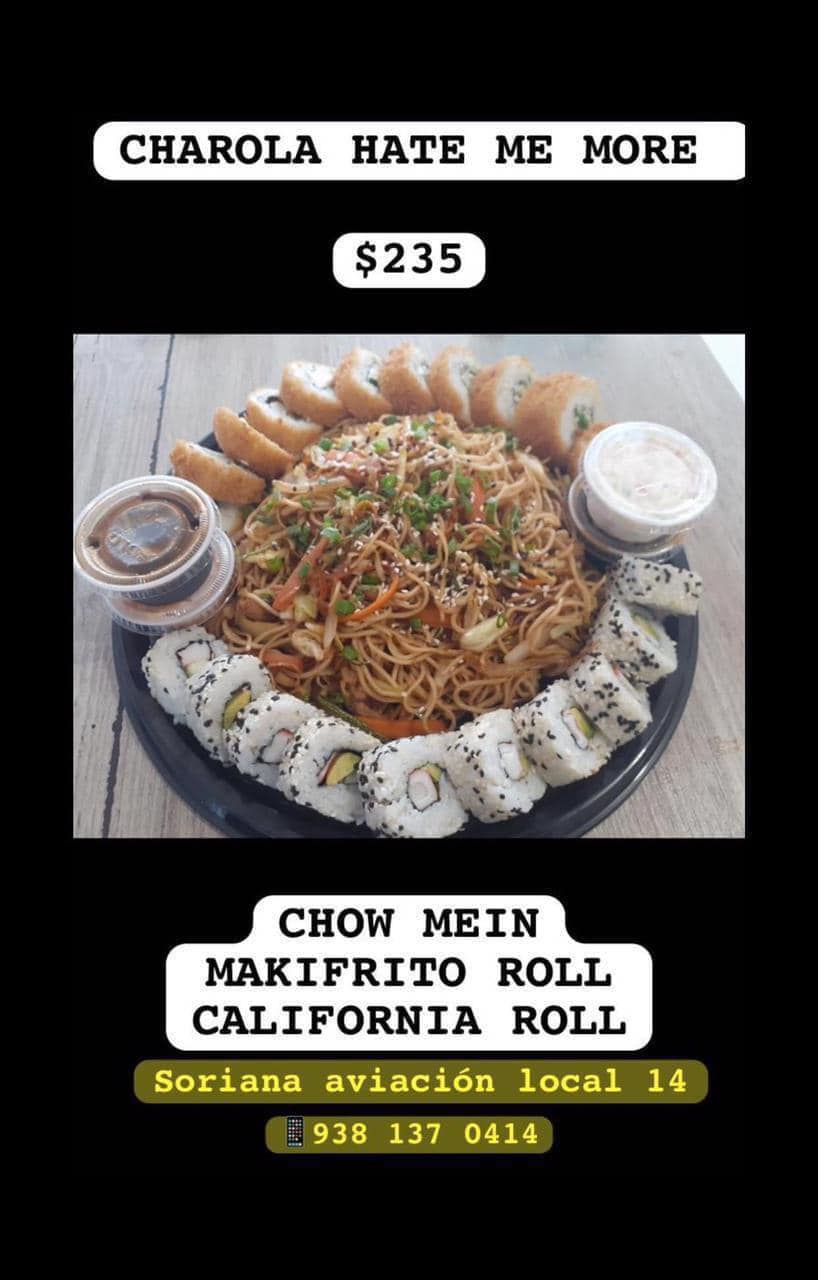 CHAROLA HATE ME MORE
$235
CHOW MEIN
MAKIFRITO ROLL
CALIFORNIA ROLL
Soriana aviación local 14
📱938 137 0414